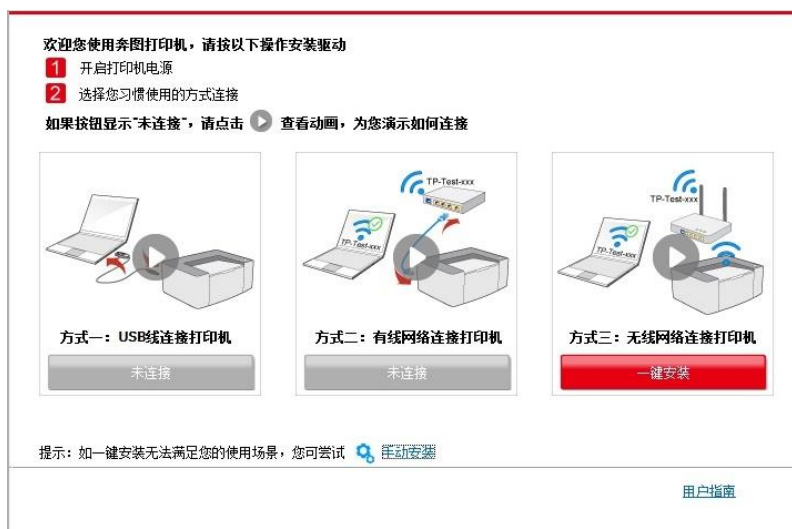 欢迎您使用奔图打印机，请按以下操作安装驱动
1 开启打印机电源
2 选择您习惯使用的方式连接
如果按钮显示"未连接"，请点击 查看动画，为您演示如何连接
TP-Test-xxx
TP-Test-xxx
TP-Test-xxx
TP-Test-xxx
方式一：USB线连接打印机
方式二：有线网络连接打印机
方式三：无线网络连接打印机
未连接
未连接
一键安装
提示：如一键安装无法满足您的使用场景，您可尝试 手动安装
用户指南